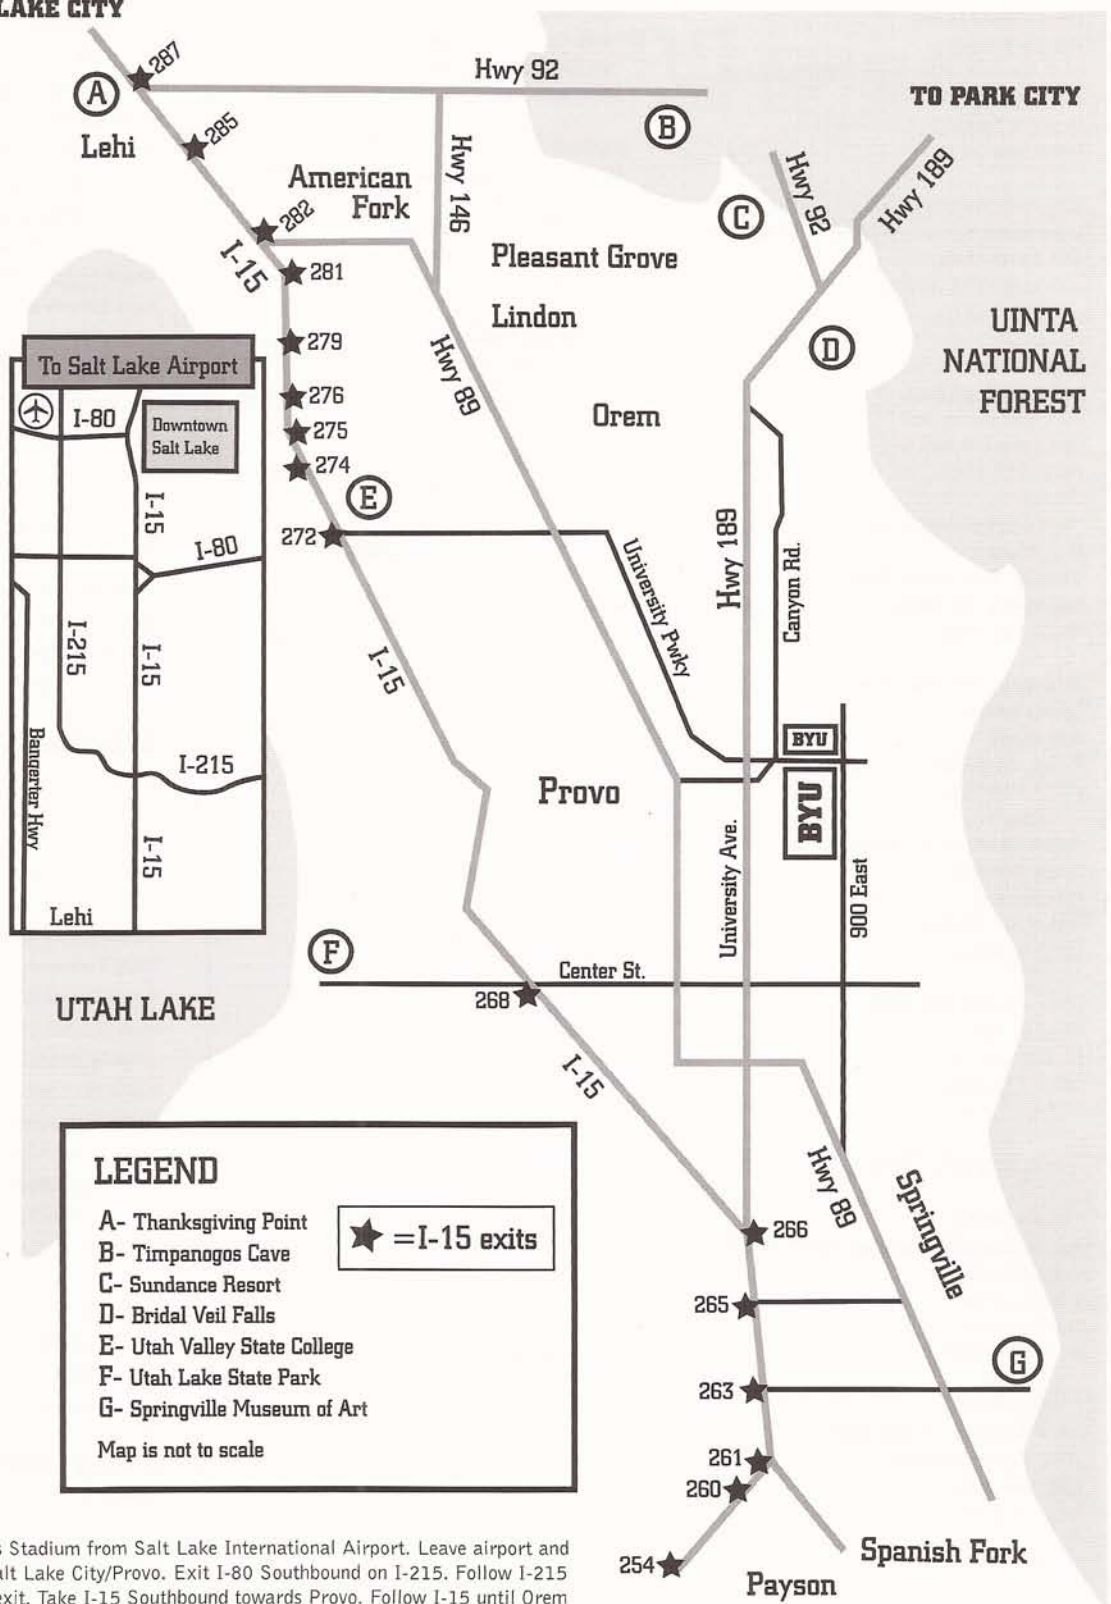 LAKE CITY
287
Hwy 92
A
TO PARK CITY
B
285
Lehi
Hwy 146
American
Fork
Hwy 92
Hwy 189
C
282
I-15
Pleasant Grove
281
Lindon
UINTA
NATIONAL
FOREST
D
279
Hwy 89
To Salt Lake Airport
276
I-80
Downtown
Salt Lake
Orem
275
274
E
I-15
272
I-80
University Pwky
Hwy 189
Canyon Rd.
I-215
I-15
I-15
BYU
Bangerter Hwy
I-215
Provo
BYU
I-15
University Ave.
900 East
Lehi
F
Center St.
268
UTAH LAKE
I-15
LEGEND
A- Thanksgiving Point
B- Timpanogos Cave
C- Sundance Resort
D- Bridal Veil Falls
E- Utah Valley State College
F- Utah Lake State Park
G- Springville Museum of Art
Map is not to scale
=I-15 exits
Hwy 89
Springville
266
265
G
263
261
260
254
Spanish Fork
Payson
s Stadium from Salt Lake International Airport. Leave airport and
alt Lake City/Provo. Exit I-80 Southbound on I-215. Follow I-215
exit. Take I-15 Southbound towards Provo. Follow I-15 until Orem